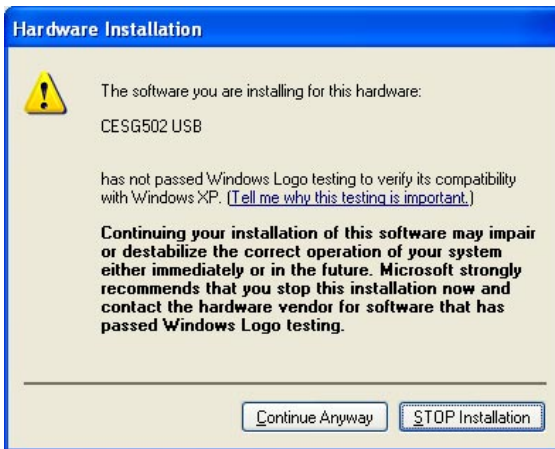 Hardware Installation
The software you are installing for this hardware:
CESG502 USB
has not passed Windows Logo testing to verify its compatibility
with Windows XP. (Tell me why this testing is important.)
Continuing your installation of this software may impair
or destabilize the correct operation of your system
either immediately or in the future. Microsoft strongly
recommends that you stop this installation now and
contact the hardware vendor for software that has
passed Windows Logo testing.
Continue Anyway
STOP Installation